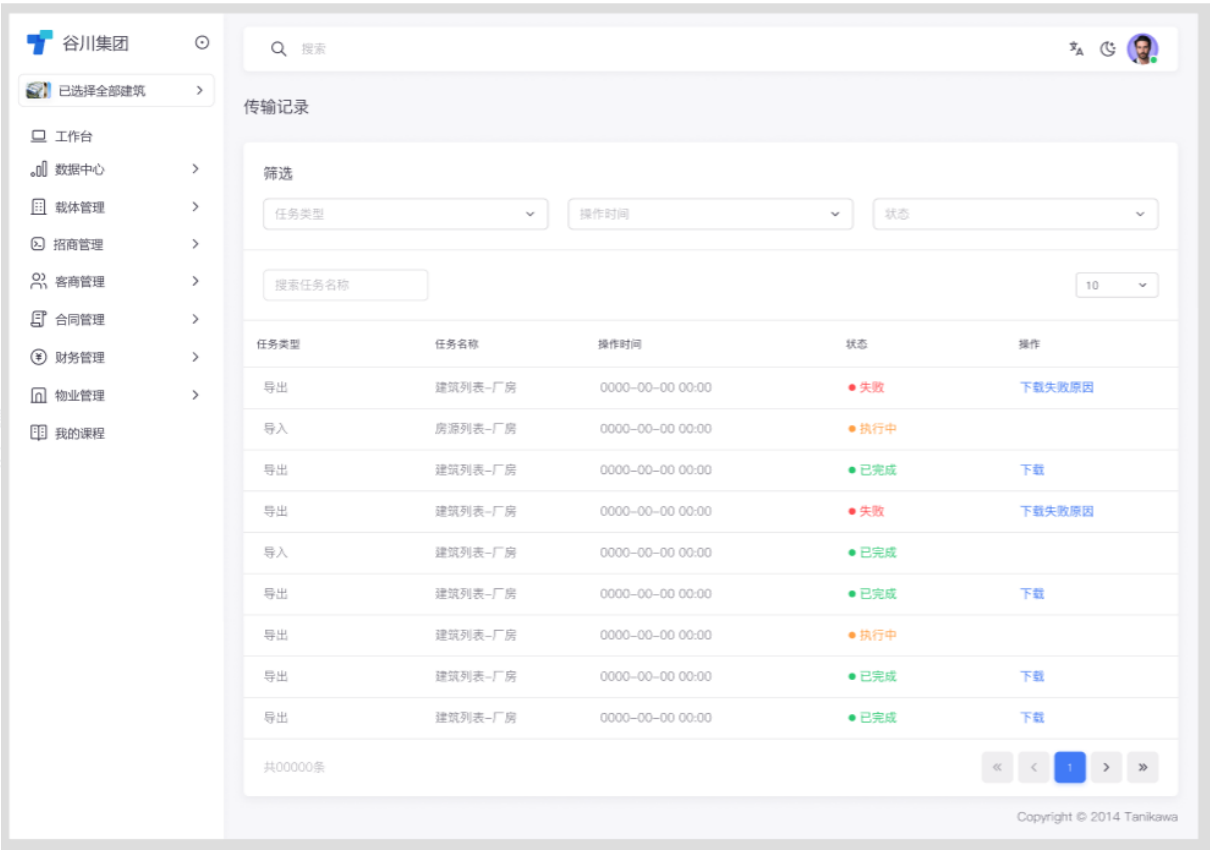 谷川集团
已选择全部建筑
工作台
数据中心
载体管理
招商管理
客商管理
合同管理
财务管理
物业管理
我的课程
搜索
传输记录
筛选
任务类型 操作时间 状态
搜索任务名称 10
任务类型 任务名称 操作时间 状态 操作
导出 建筑列表-厂房 0000-00-00 00:00 失败 下载失败原因
导入 房源列表-厂房 0000-00-00 00:00 执行中
导出 建筑列表-厂房 0000-00-00 00:00 已完成 下载
导出 建筑列表-厂房 0000-00-00 00:00 失败 下载失败原因
导入 建筑列表-厂房 0000-00-00 00:00 已完成
导出 建筑列表-厂房 0000-00-00 00:00 已完成 下载
导出 建筑列表-厂房 0000-00-00 00:00 执行中
导出 建筑列表-厂房 0000-00-00 00:00 已完成 下载
导出 建筑列表-厂房 0000-00-00 00:00 已完成 下载
共00000条 « < 1 > »
Copyright © 2014 Tanikawa